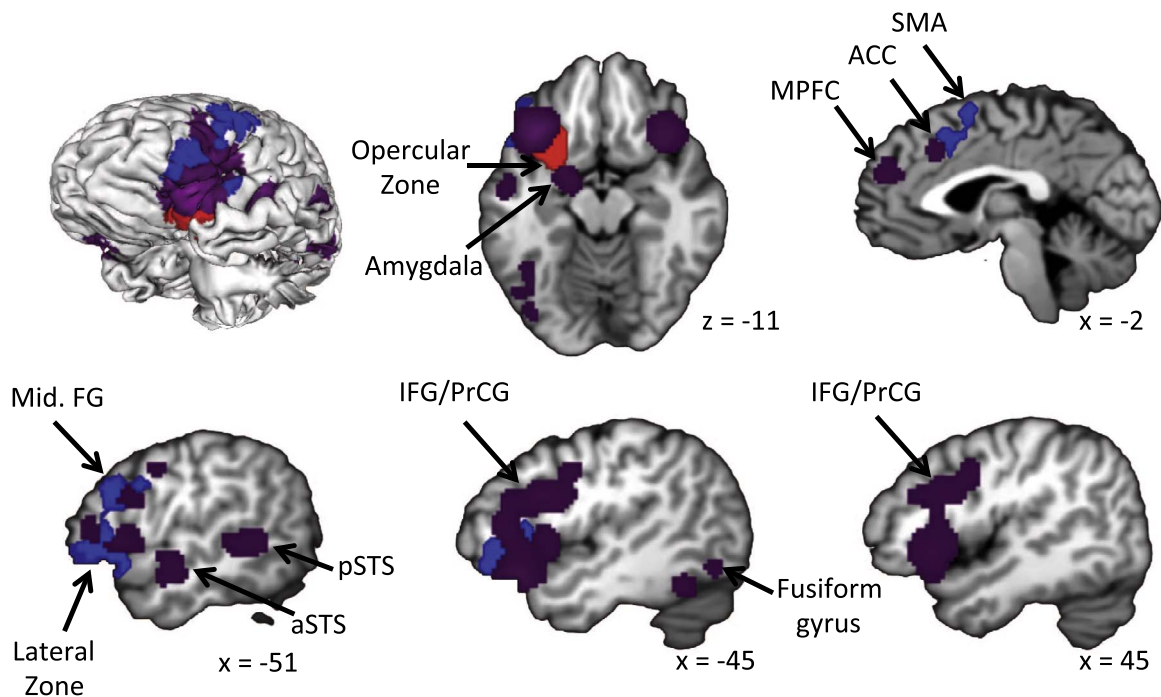 SMA
ACC
MPFC
Opercular
Zone
Amygdala
z = -11
x = -2
Mid. FG
IFG/PrCG
IFG/PrCG
pSTS
aSTS
Fusiform
gyrus
Lateral
Zone
x = -51
x = -45
x = 45